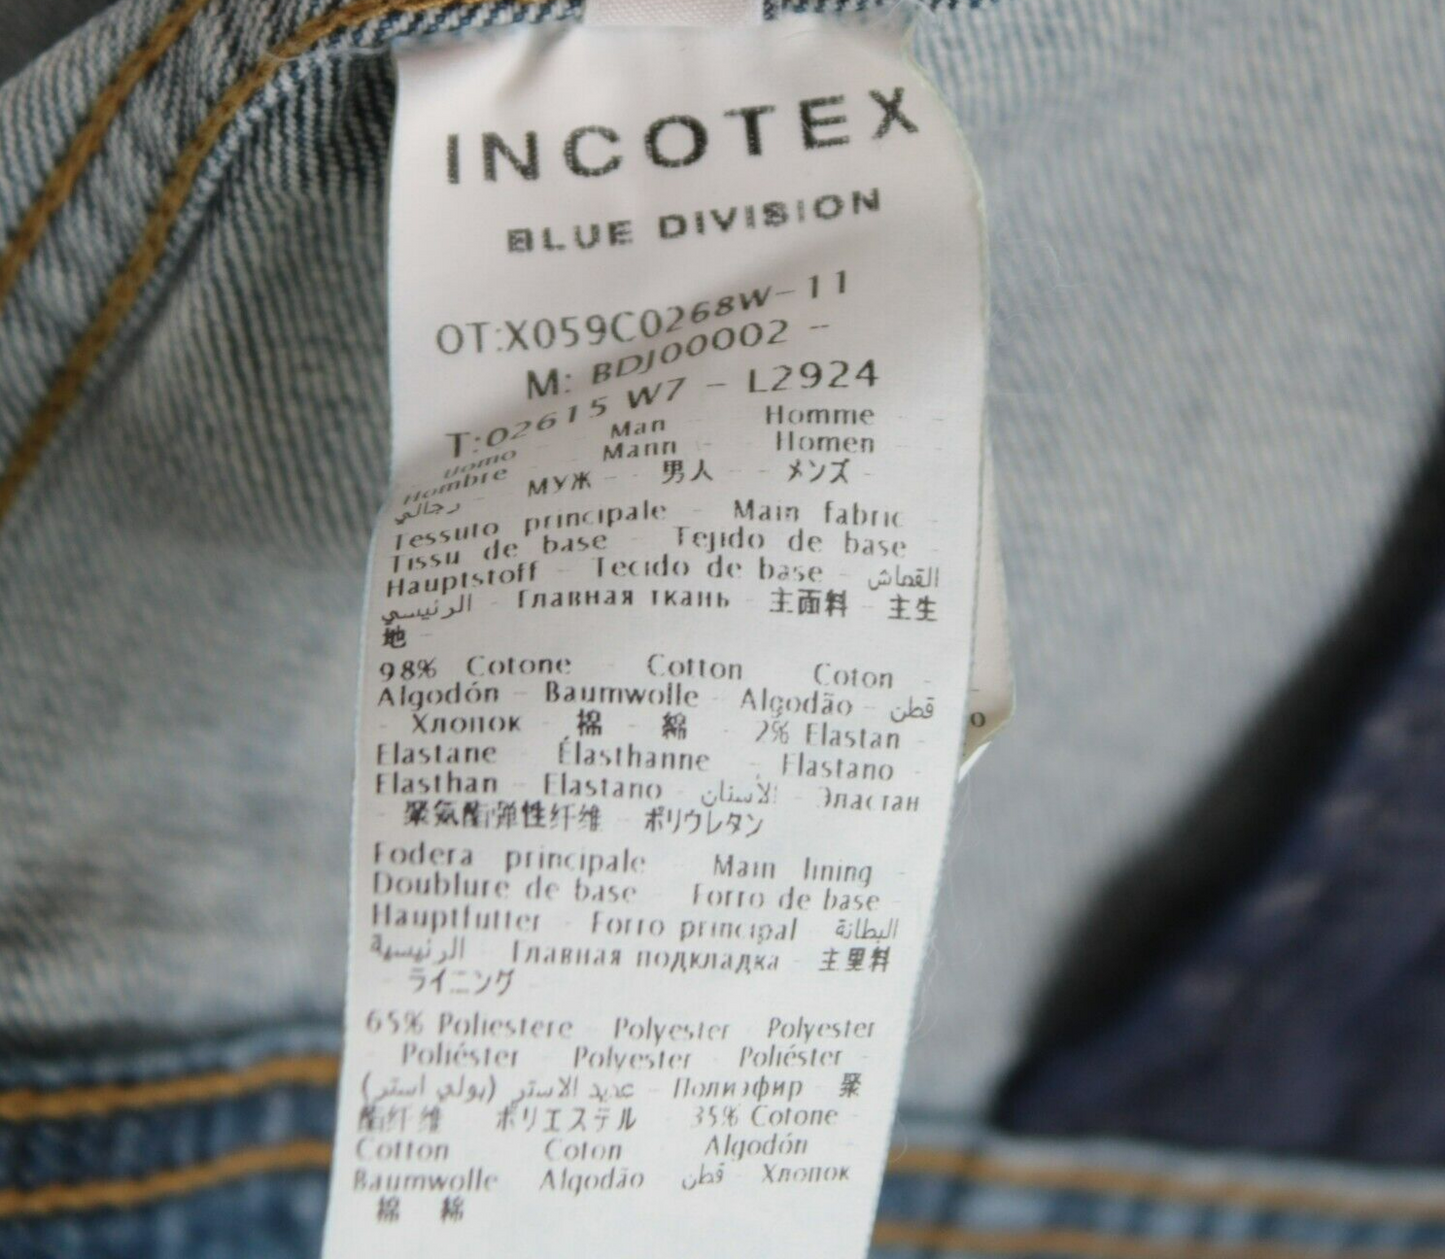 INCOTEX
BLUE DIVISION
OT:X059C0268W-11
M: BDJ00002 --
T:02615 W7 - L2924
Uomo - Man - Homme -
Hombre - Mann - Homen -
رجالي - МУЖ - 男人 - メンズ -
Tessuto principale - Main fabric -
Tissu de base - Tejido de base -
Hauptstoff - Tecido de base - القماش
الرئيسي - Главная ткань - 主面料 - 主生
地 -
98% Cotone - Cotton - Coton -
Algodón - Baumwolle - Algodão - قطن
- Хлопок - 棉 - 綿 - 2% Elastan -
Elastane - Élasthanne - Elastano -
Elasthan - Elastano - الأستان - Эластан
- 聚氨酯弹性纤维 - ポリウレタン
Fodera principale - Main lining -
Doublure de base - Forro de base -
Hauptfutter - Forro principal - البطانة
الرئيسية - Главная подкладка - 主里料
- ライニング -
65% Poliestere - Polyester - Polyester
- Poliéster - Polyester - Poliéster -
عديد الاستر (بولي استر) - Полиэфир - 聚
酯纤维 - ポリエステル - 35% Cotone -
Cotton - Coton - Algodón -
Baumwolle - Algodão - قطن - Хлопок
- 棉 - 綿
o